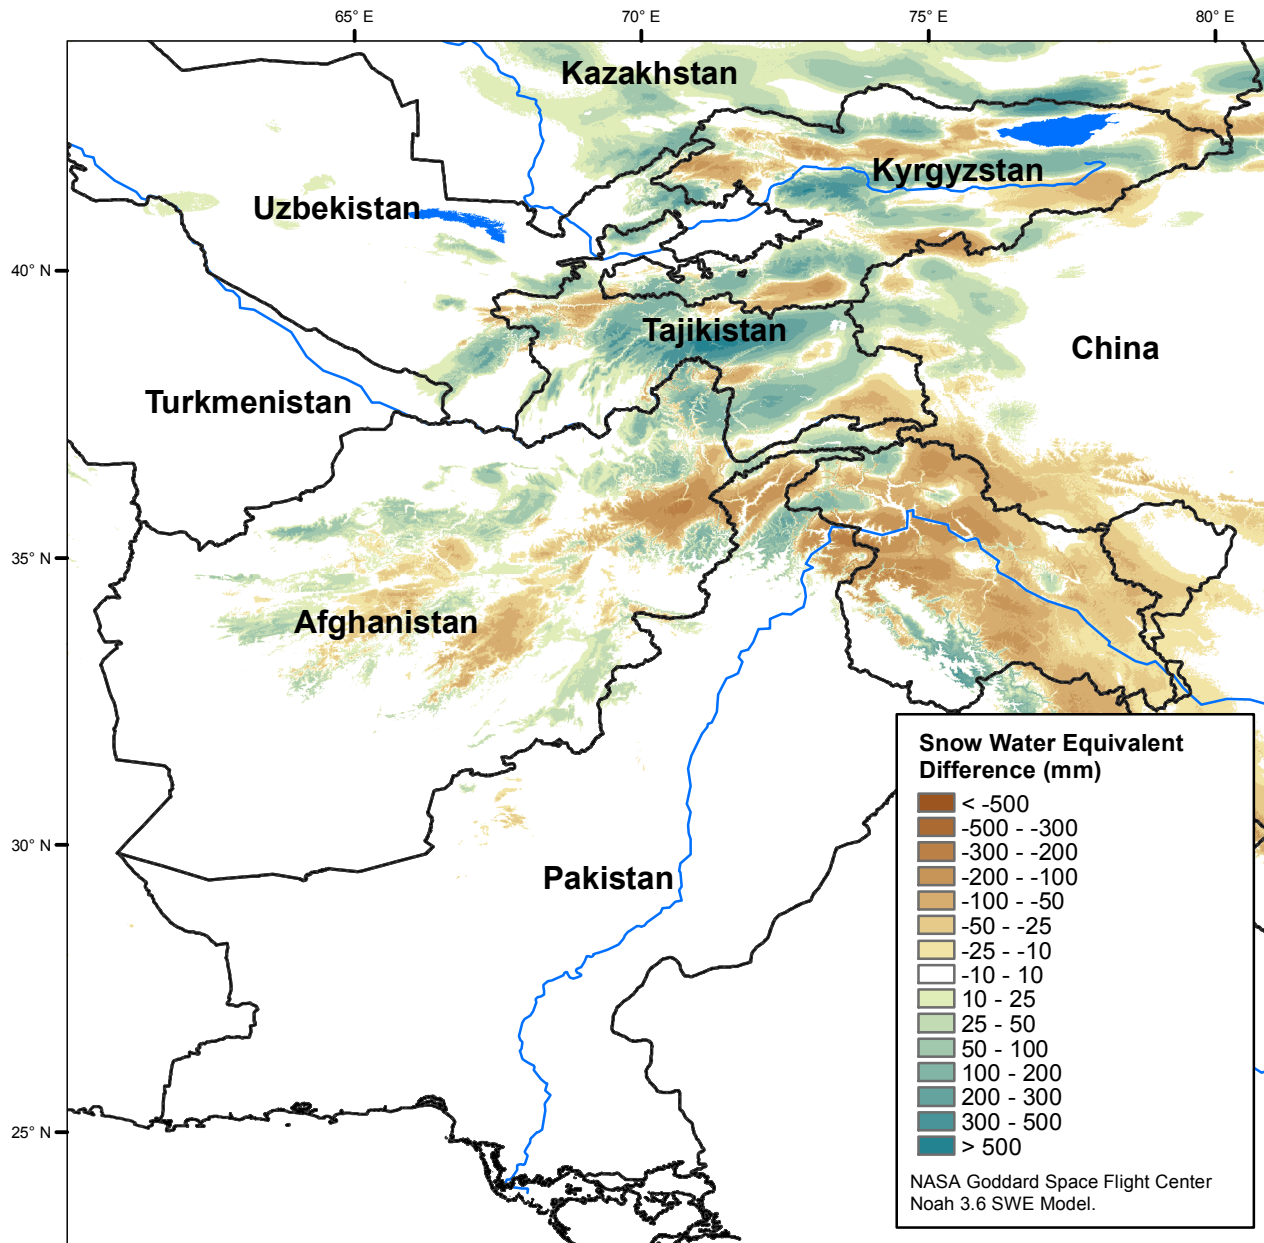 65° E
70° E
75° E
80° E
Kazakhstan
Kyrgyzstan
Uzbekistan
40° N
Tajikistan
China
Turkmenistan
35° N
Afghanistan
30° N
Pakistan
25° N
Snow Water Equivalent
Difference (mm)
< -500
-500 - -300
-300 - -200
-200 - -100
-100 - -50
-50 - -25
-25 - -10
-10 - 10
10 - 25
25 - 50
50 - 100
100 - 200
200 - 300
300 - 500
> 500
NASA Goddard Space Flight Center
Noah 3.6 SWE Model.